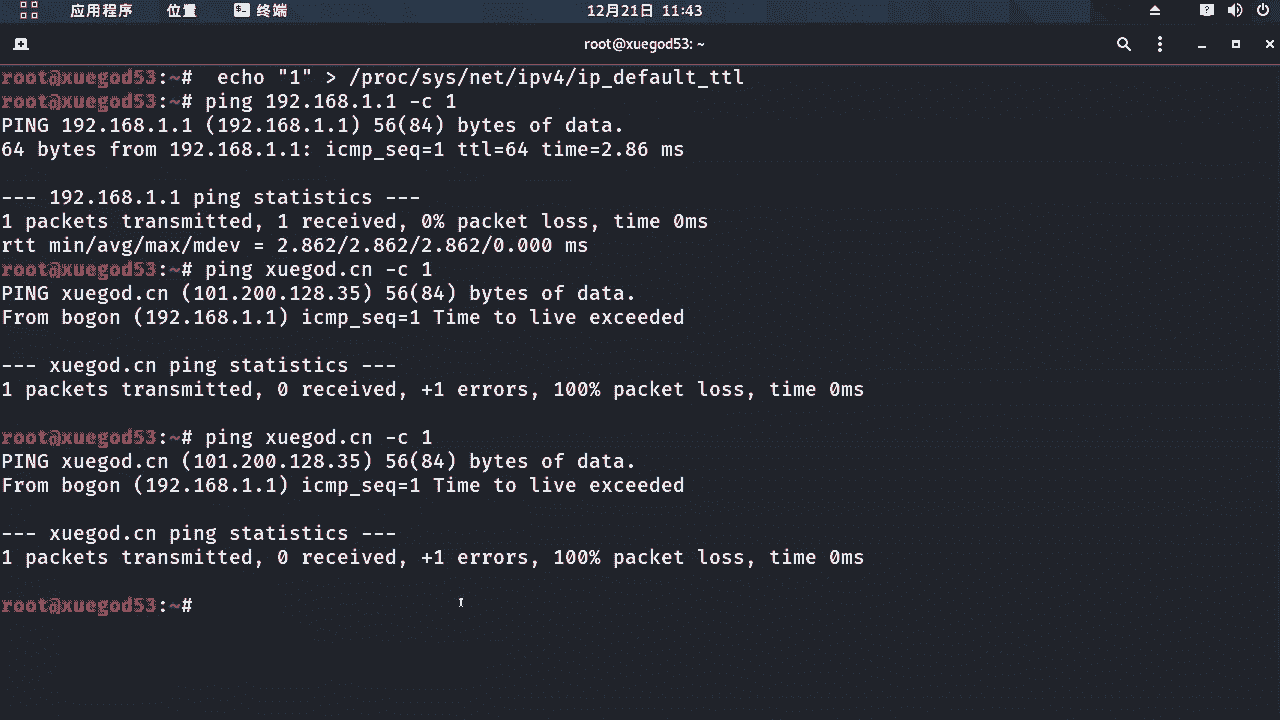 应用程序 位置 终端 12月21日 11:43
root@xuegod53: ~
root@xuegod53:~#  echo "1" > /proc/sys/net/ipv4/ip_default_ttl
root@xuegod53:~# ping 192.168.1.1 -c 1
PING 192.168.1.1 (192.168.1.1) 56(84) bytes of data.
64 bytes from 192.168.1.1: icmp_seq=1 ttl=64 time=2.86 ms
--- 192.168.1.1 ping statistics ---
1 packets transmitted, 1 received, 0% packet loss, time 0ms
rtt min/avg/max/mdev = 2.862/2.862/2.862/0.000 ms
root@xuegod53:~# ping xuegod.cn -c 1
PING xuegod.cn (101.200.128.35) 56(84) bytes of data.
From bogon (192.168.1.1) icmp_seq=1 Time to live exceeded
--- xuegod.cn ping statistics ---
1 packets transmitted, 0 received, +1 errors, 100% packet loss, time 0ms
root@xuegod53:~# ping xuegod.cn -c 1
PING xuegod.cn (101.200.128.35) 56(84) bytes of data.
From bogon (192.168.1.1) icmp_seq=1 Time to live exceeded
--- xuegod.cn ping statistics ---
1 packets transmitted, 0 received, +1 errors, 100% packet loss, time 0ms
root@xuegod53:~#